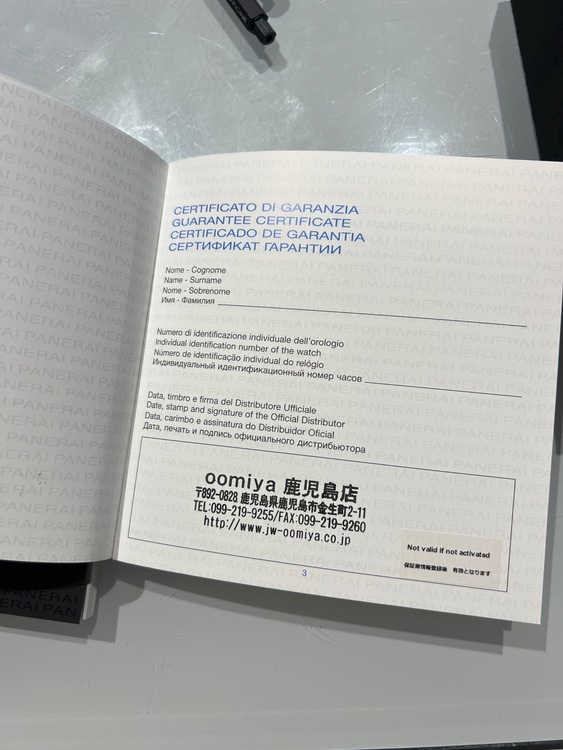 CERTIFICATO DI GARANZIA
GUARANTEE CERTIFICATE
CERTIFICADO DE GARANTIA
СЕРТИФИКАТ ГАРАНТИИ
Nome - Cognome
Name - Surname
Nome - Sobrenome
Имя - Фамилия
Numero di identificazione individuale dell'orologio
Individual identification number of the watch
Número de identificação individual do relógio
Индивидуальный идентификационный номер часов
Data, timbro e firma del Distributore Ufficiale
Date, stamp and signature of the Official Distributor
Data, carimbo e assinatura do Distribuidor Oficial
Дата, печать и подпись официального дистрибьютора
oomiya 鹿児島店
〒892-0828 鹿児島県鹿児島市金生町2-11
TEL:099-219-9255/FAX:099-219-9260
http://www.jw-oomiya.co.jp
Not valid if not activated
保証書情報登録後 有効となります
3
PANERAI PAN